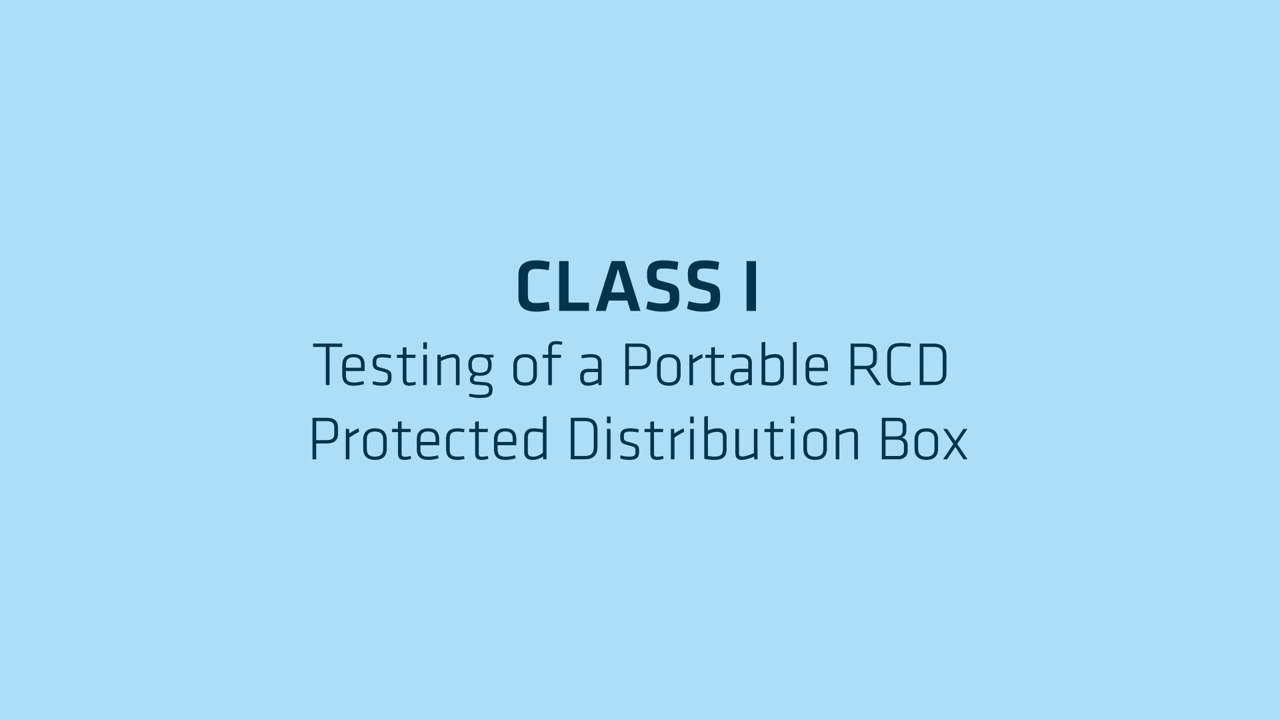 CLASS I
Testing of a Portable RCD
Protected Distribution Box